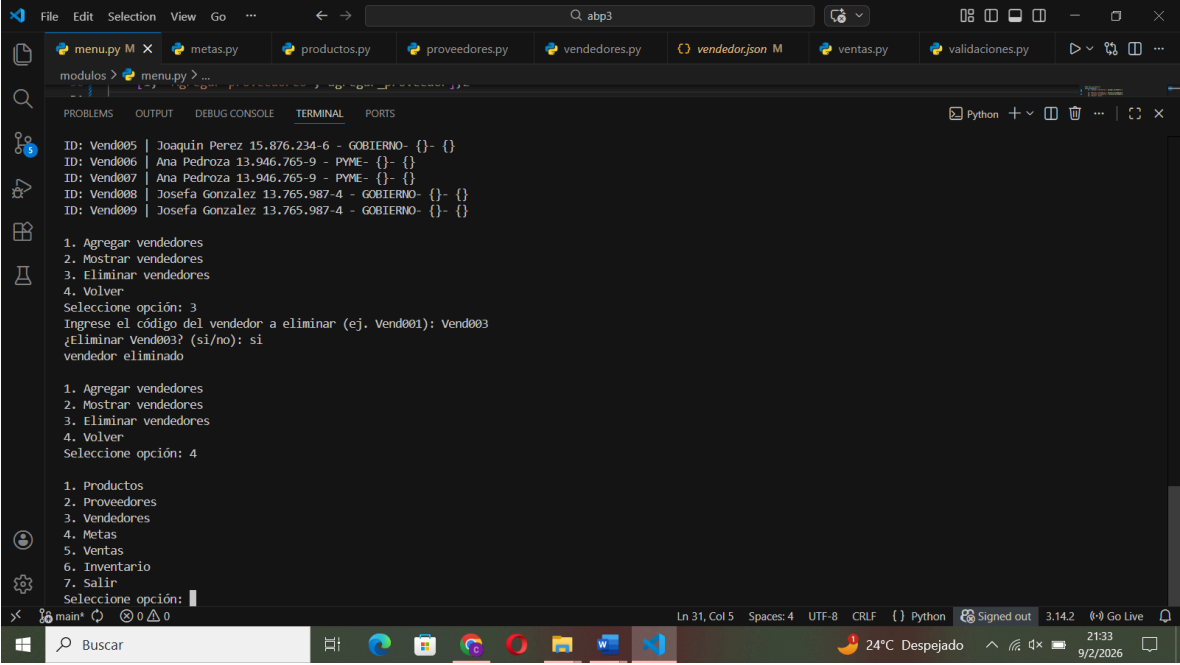 File Edit Selection View Go ··· ← → abp3
menu.py M × metas.py productos.py proveedores.py vendedores.py {} vendedor.json M ventas.py validaciones.py ···
modulos > menu.py > ...
PROBLEMS OUTPUT DEBUG CONSOLE TERMINAL PORTS Python
ID: Vend005 | Joaquin Perez 15.876.234-6 - GOBIERNO- {}- {}
ID: Vend006 | Ana Pedroza 13.946.765-9 - PYME- {}- {}
ID: Vend007 | Ana Pedroza 13.946.765-9 - PYME- {}- {}
ID: Vend008 | Josefa Gonzalez 13.765.987-4 - GOBIERNO- {}- {}
ID: Vend009 | Josefa Gonzalez 13.765.987-4 - GOBIERNO- {}- {}
1. Agregar vendedores
2. Mostrar vendedores
3. Eliminar vendedores
4. Volver
Seleccione opción: 3
Ingrese el código del vendedor a eliminar (ej. Vend001): Vend003
¿Eliminar Vend003? (si/no): si
vendedor eliminado
1. Agregar vendedores
2. Mostrar vendedores
3. Eliminar vendedores
4. Volver
Seleccione opción: 4
1. Productos
2. Proveedores
3. Vendedores
4. Metas
5. Ventas
6. Inventario
7. Salir
Seleccione opción:
5
main* 0 0 Ln 31, Col 5 Spaces: 4 UTF-8 CRLF {} Python Signed out 3.14.2 Go Live
Buscar 24°C Despejado 21:33
9/2/2026